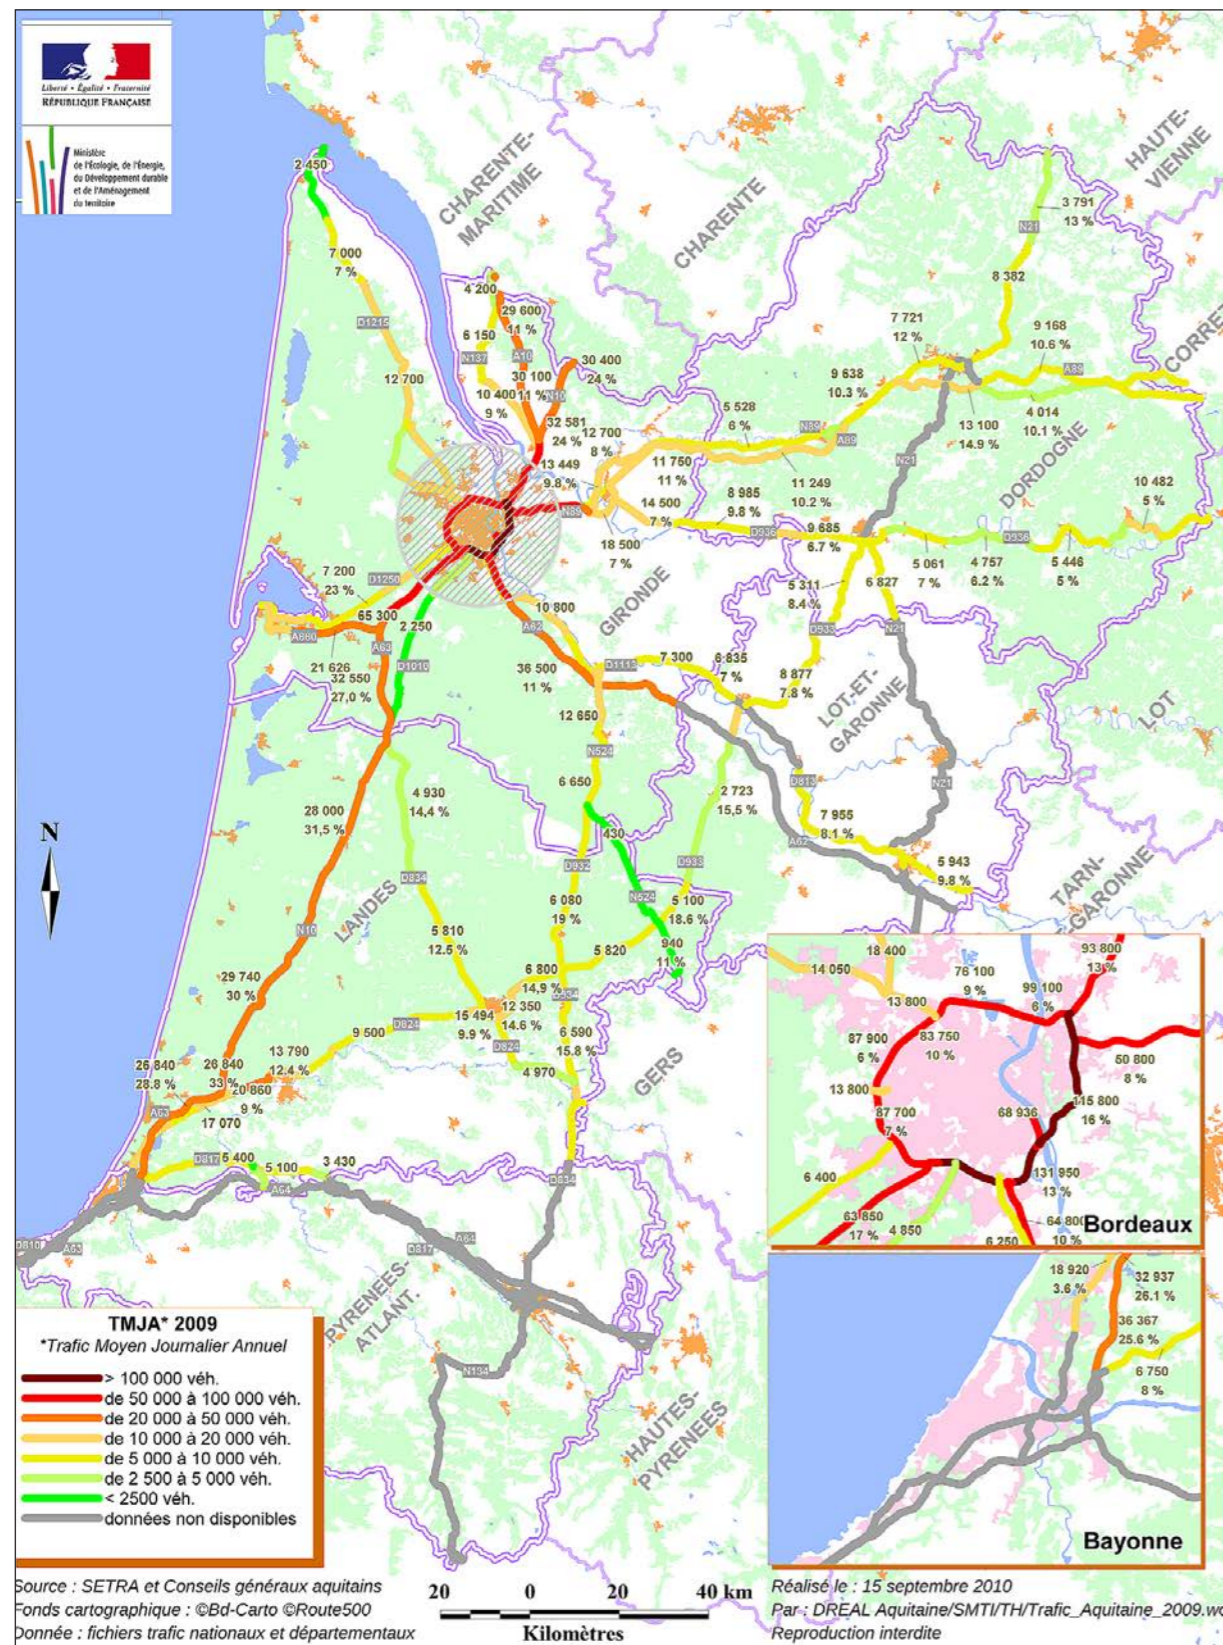 Liberté • Égalité • Fraternité
RÉPUBLIQUE FRANÇAISE
Ministère
de l'Écologie, de l'Énergie,
du Développement durable
et de l'Aménagement
du territoire
CHARENTE-
MARITIME
CHARENTE
HAUTE-
VIENNE
2 450
7 000
7 %
D1215
12 700
4 200
29 600
11 %
6 150
N137
A10
30 100
11 %
10 400
9 %
30 400
24 %
N10
32 581
24 %
12 700
8 %
13 449
9.8 %
3 791
13 %
N21
8 382
7 721
12 %
9 168
10.6 %
A89
CORRE
9 638
10.3 %
5 528
6 %
N89
A89
4 014
10.1 %
13 100
14.9 %
11 750
11 %
11 249
10.2 %
N21
DORDOGNE
14 500
7 %
8 985
9.8 %
10 482
5 %
N89
D936
9 685
6.7 %
D936
18 500
7 %
5 061
7 %
4 757
6.2 %
5 446
5 %
7 200
23 %
D1250
5 311
8.4 %
6 827
10 800
A62
GIRONDE
65 300
2 250
A660
A63
D933
N21
21 626
32 550
27,0 %
D1010
36 500
11 %
D1113
7 300
6 835
7 %
8 877
7.8 %
LOT-ET-
GARONNE
LOT
12 650
N524
6 650
D813
N21
4 930
14,4 %
2 723
15,5 %
28 000
31,5 %
430
7 955
8.1 %
A62
D932
D933
5 943
9.8 %
TARN-
-GARONNE
D834
N524
LANDES
N10
6 080
19 %
5 100
18.6 %
5 810
12.5 %
5 820
940
11 %
29 740
30 %
6 800
14,9 %
D934
12 350
14.6 %
15 494
9.9 %
D824
9 500
D824
6 590
15.8 %
13 790
12.4 %
26 840
28.8 %
26 840
33 %
20 860
9 %
4 970
GERS
A63
17 070
D817
5 400
5 100
3 430
A64
D834
D810
A63
A64
D817
PYRENEES-
ATLANT.
N134
HAUTES-
PYRENEES
N
18 400
14 050
76 100
9 %
93 800
13 %
99 100
6 %
13 800
87 900
6 %
83 750
10 %
50 800
8 %
13 800
87 700
7 %
68 936
115 800
16 %
6 400
131 950
13 %
63 850
17 %
4 850
6 250
64 800
10 %
Bordeaux
18 920
3.6 %
32 937
26.1 %
36 367
25.6 %
6 750
8 %
Bayonne
TMJA* 2009
*Trafic Moyen Journalier Annuel
> 100 000 véh.
de 50 000 à 100 000 véh.
de 20 000 à 50 000 véh.
de 10 000 à 20 000 véh.
de 5 000 à 10 000 véh.
de 2 500 à 5 000 véh.
< 2500 véh.
données non disponibles
Source : SETRA et Conseils généraux aquitains
Fonds cartographique : ©Bd-Carto ©Route500
Donnée : fichiers trafic nationaux et départementaux
20 0 20 40 km
Kilomètres
Réalisé le : 15 septembre 2010
Par : DREAL Aquitaine/SMTI/TH/Trafic_Aquitaine_2009.wo
Reproduction interdite